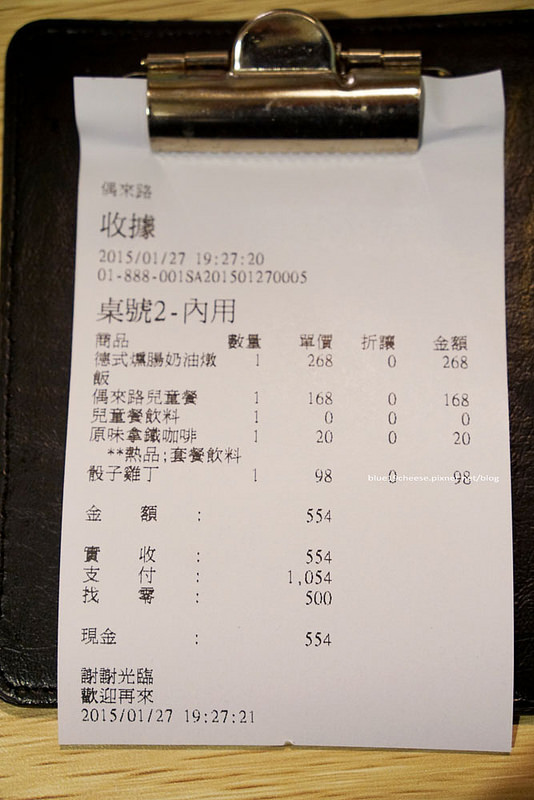 偶來路
收據
2015/01/27 19:27:20
01-888-001SA201501270005
桌號2-內用
商品 數量 單價 折讓 金額
德式燻腸奶油燉 1 268 0 268
飯
偶來路兒童餐 1 168 0 168
兒童餐飲料 1 0 0 0
原味拿鐵咖啡 1 20 0 20
**熱品;套餐飲料
骰子雞丁 1 98 0 98
金額: 554
實收: 554
支付: 1,054
找零: 500
現金: 554
謝謝光臨
歡迎再來
2015/01/27 19:27:21